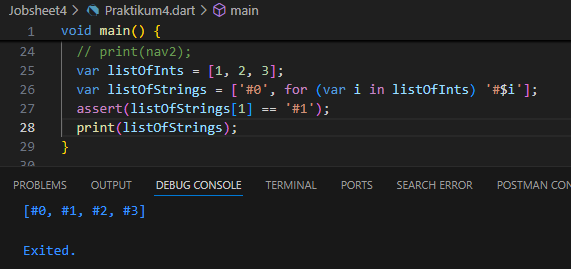 Jobsheet4 > Praktikum4.dart > main
1 void main() {
24 // print(nav2);
25 var listOfInts = [1, 2, 3];
26 var listOfStrings = ['#0', for (var i in listOfInts) '#$i'];
27 assert(listOfStrings[1] == '#1');
28 print(listOfStrings);
29 }
30
PROBLEMS OUTPUT DEBUG CONSOLE TERMINAL PORTS SEARCH ERROR POSTMAN CON
[#0, #1, #2, #3]
Exited.